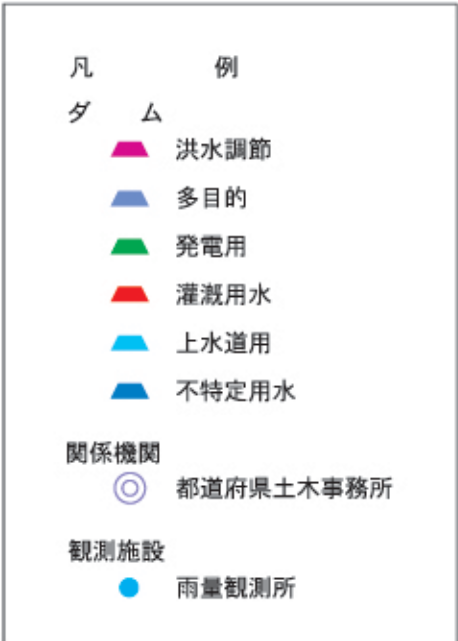 凡　例
ダ　ム
洪水調節
多目的
発電用
灌漑用水
上水道用
不特定用水
関係機関
都道府県土木事務所
観測施設
雨量観測所